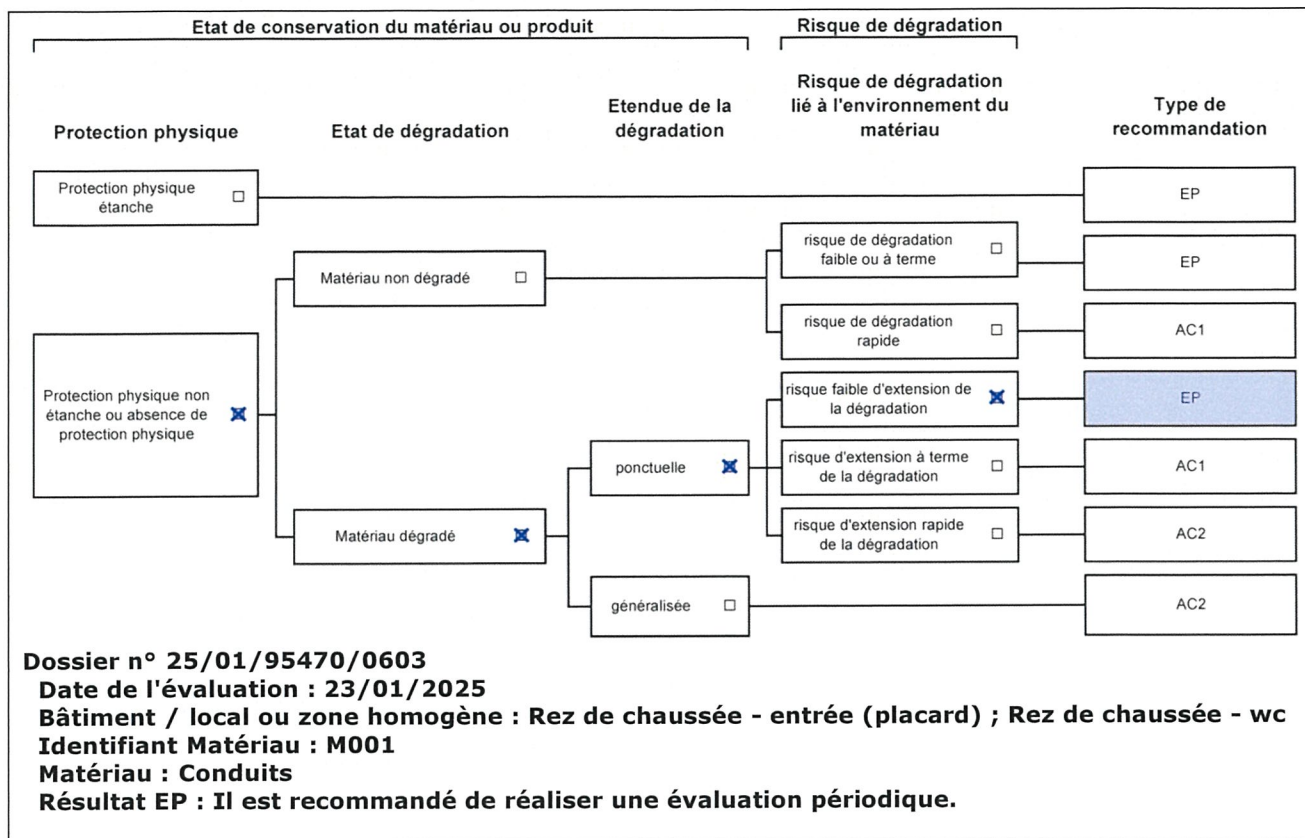 Etat de conservation du matériau ou produit
Risque de dégradation
Protection physique
Etat de dégradation
Etendue de la
dégradation
Risque de dégradation
lié à l'environnement du
matériau
Type de
recommandation
Protection physique
étanche
EP
Matériau non dégradé
risque de dégradation
faible ou à terme
EP
risque de dégradation
rapide
AC1
Protection physique non
étanche ou absence de
protection physique
risque faible d'extension de
la dégradation
EP
ponctuelle
risque d'extension à terme
de la dégradation
AC1
Matériau dégradé
risque d'extension rapide
de la dégradation
AC2
généralisée
AC2
Dossier n° 25/01/95470/0603
Date de l'évaluation : 23/01/2025
Bâtiment / local ou zone homogène : Rez de chaussée - entrée (placard) ; Rez de chaussée - wc
Identifiant Matériau : M001
Matériau : Conduits
Résultat EP : Il est recommandé de réaliser une évaluation périodique.